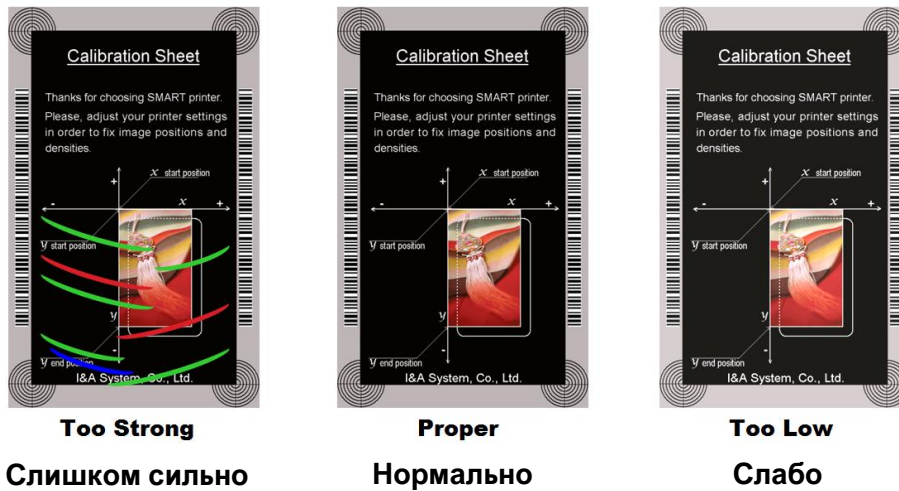 Calibration Sheet
Thanks for choosing SMART printer.
Please, adjust your printer settings
in order to fix image positions and
densities.
x start position
+
- x +
y start position
y
-
y end position
I&A System, Co., Ltd.
Too Strong
Слишком сильно
Calibration Sheet
Thanks for choosing SMART printer.
Please, adjust your printer settings
in order to fix image positions and
densities.
x start position
+
- x +
y start position
y
-
y end position
I&A System, Co., Ltd.
Proper
Нормально
Calibration Sheet
Thanks for choosing SMART printer.
Please, adjust your printer settings
in order to fix image positions and
densities.
x start position
+
- x +
y start position
y
-
y end position
I&A System, Co., Ltd.
Too Low
Слабо